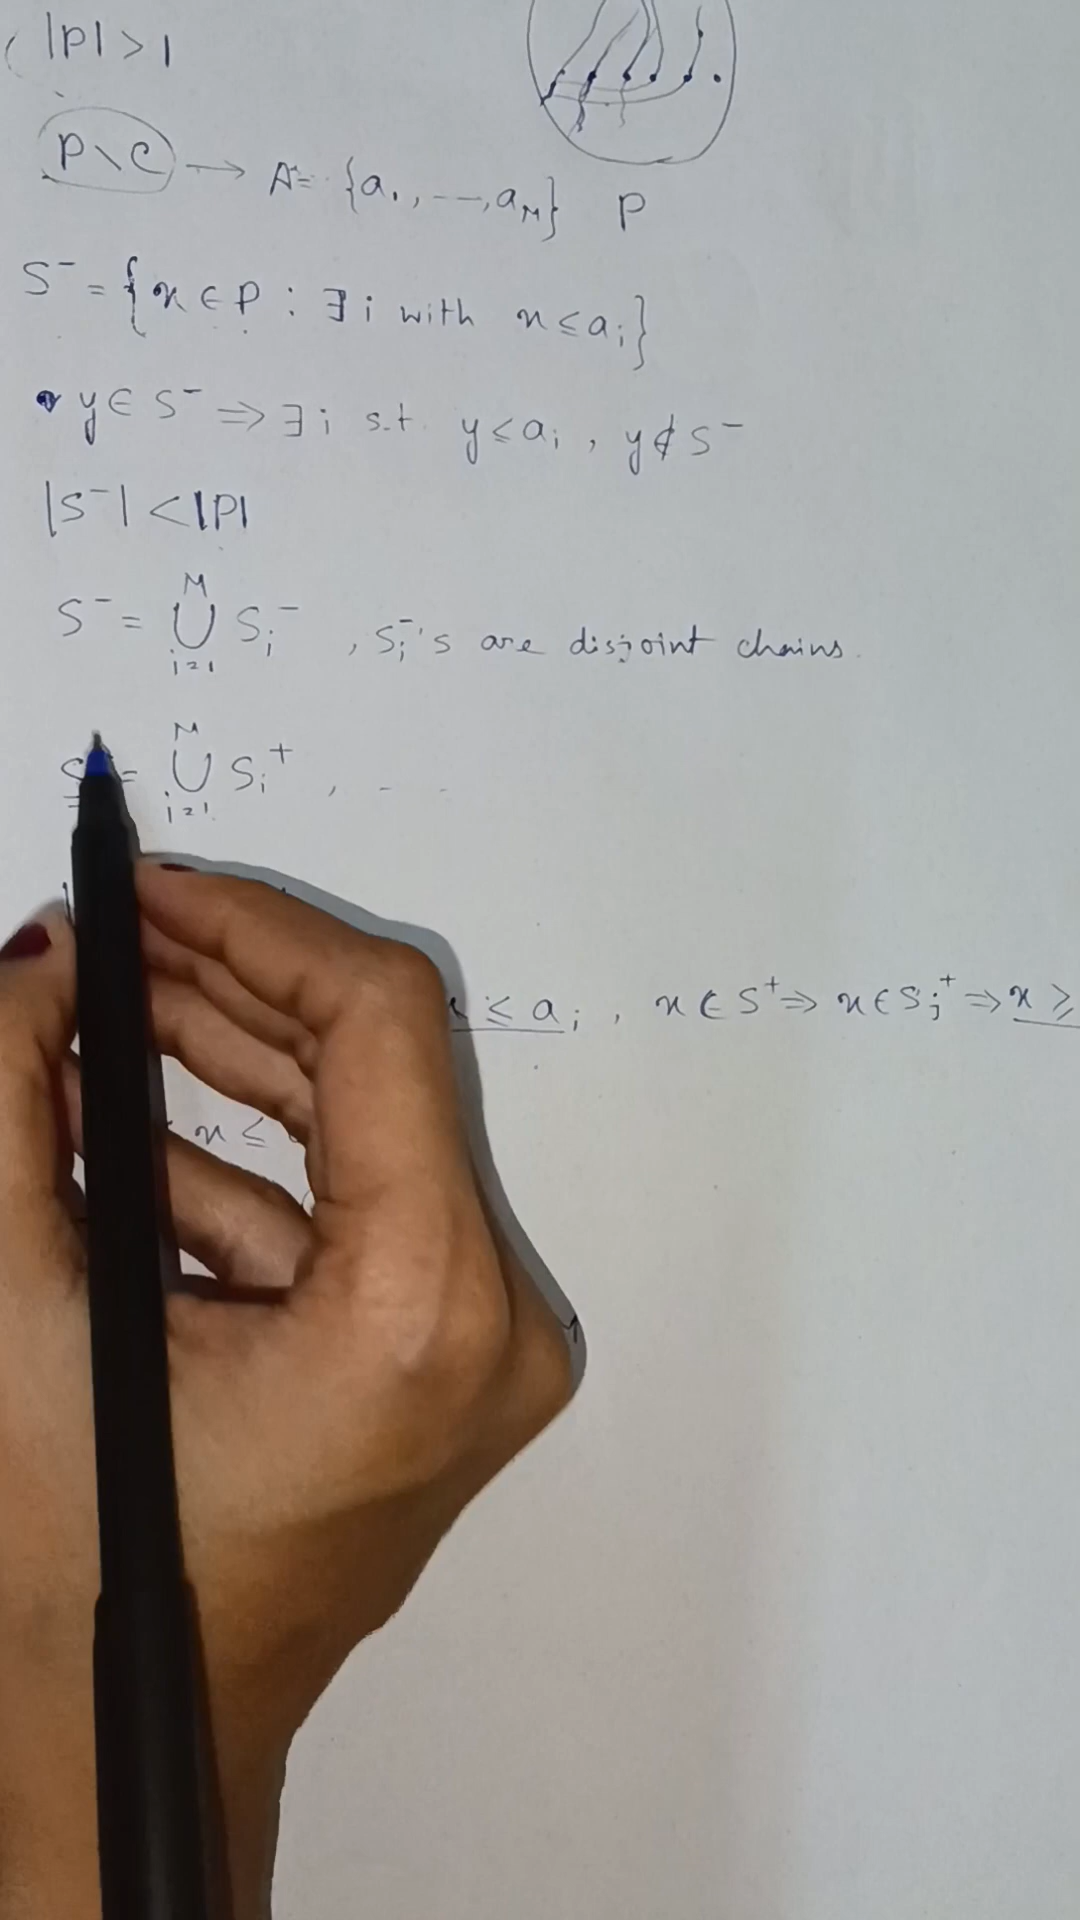 |P| > 1
P\C → A = {a₁, ---, a_M} P
S⁻ = {x ∈ P : ∃ i with x ≤ aᵢ}
y ∈ S⁻ ⇒ ∃ i s.t. y ≤ aᵢ, y ∉ S⁻
|S⁻| < |P|
S⁻ = ⋃_{i=1}^{M} Sᵢ⁻, Sᵢ⁻'s are disjoint chains.
S = ⋃_{i=1}^{M} Sᵢ⁺, - -
≤ aᵢ, x ∈ S⁺ ⇒ x ∈ Sⱼ⁺ ⇒ x ≥
x ≤